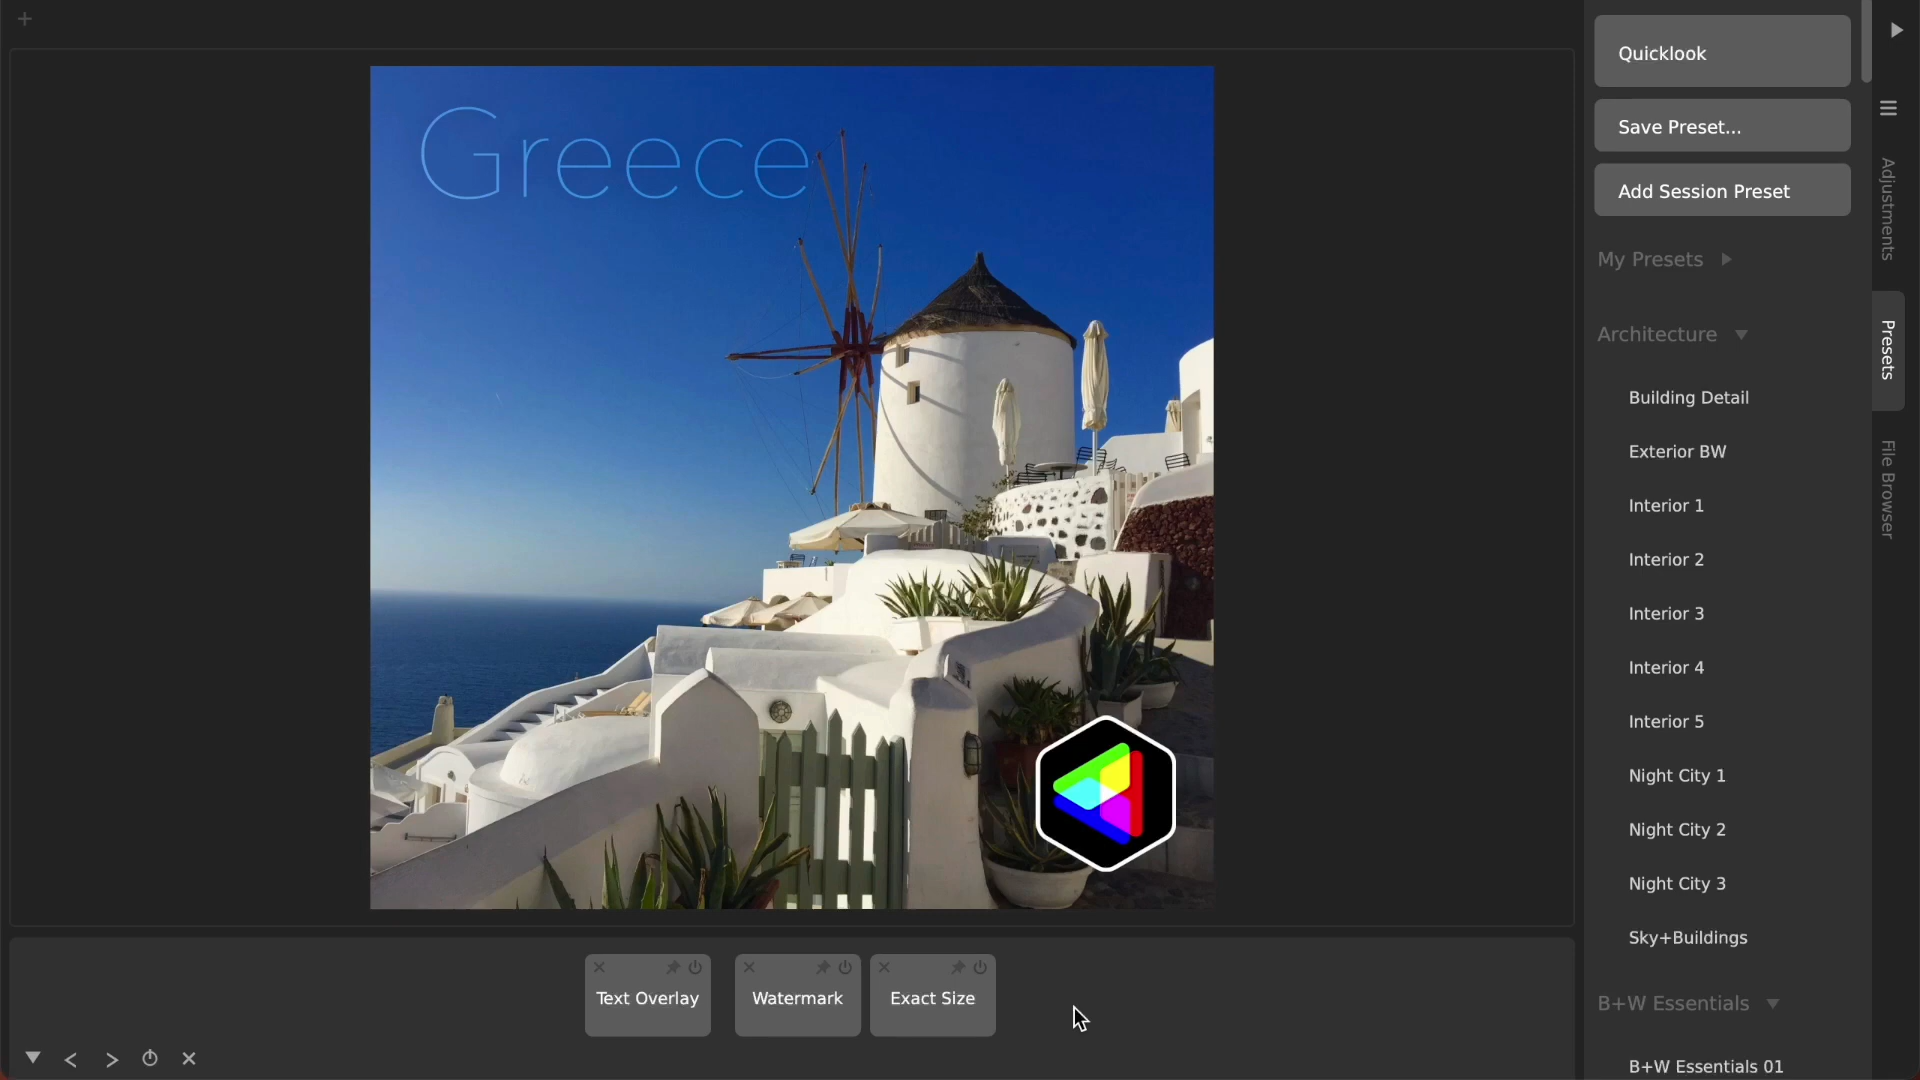 Quicklook
Save Preset...
Add Session Preset
My Presets
Architecture
Building Detail
Exterior BW
Interior 1
Interior 2
Interior 3
Interior 4
Interior 5
Night City 1
Night City 2
Night City 3
Sky+Buildings
B+W Essentials
B+W Essentials 01
Adjustments
Presets
File Browser
Greece
Text Overlay
Watermark
Exact Size